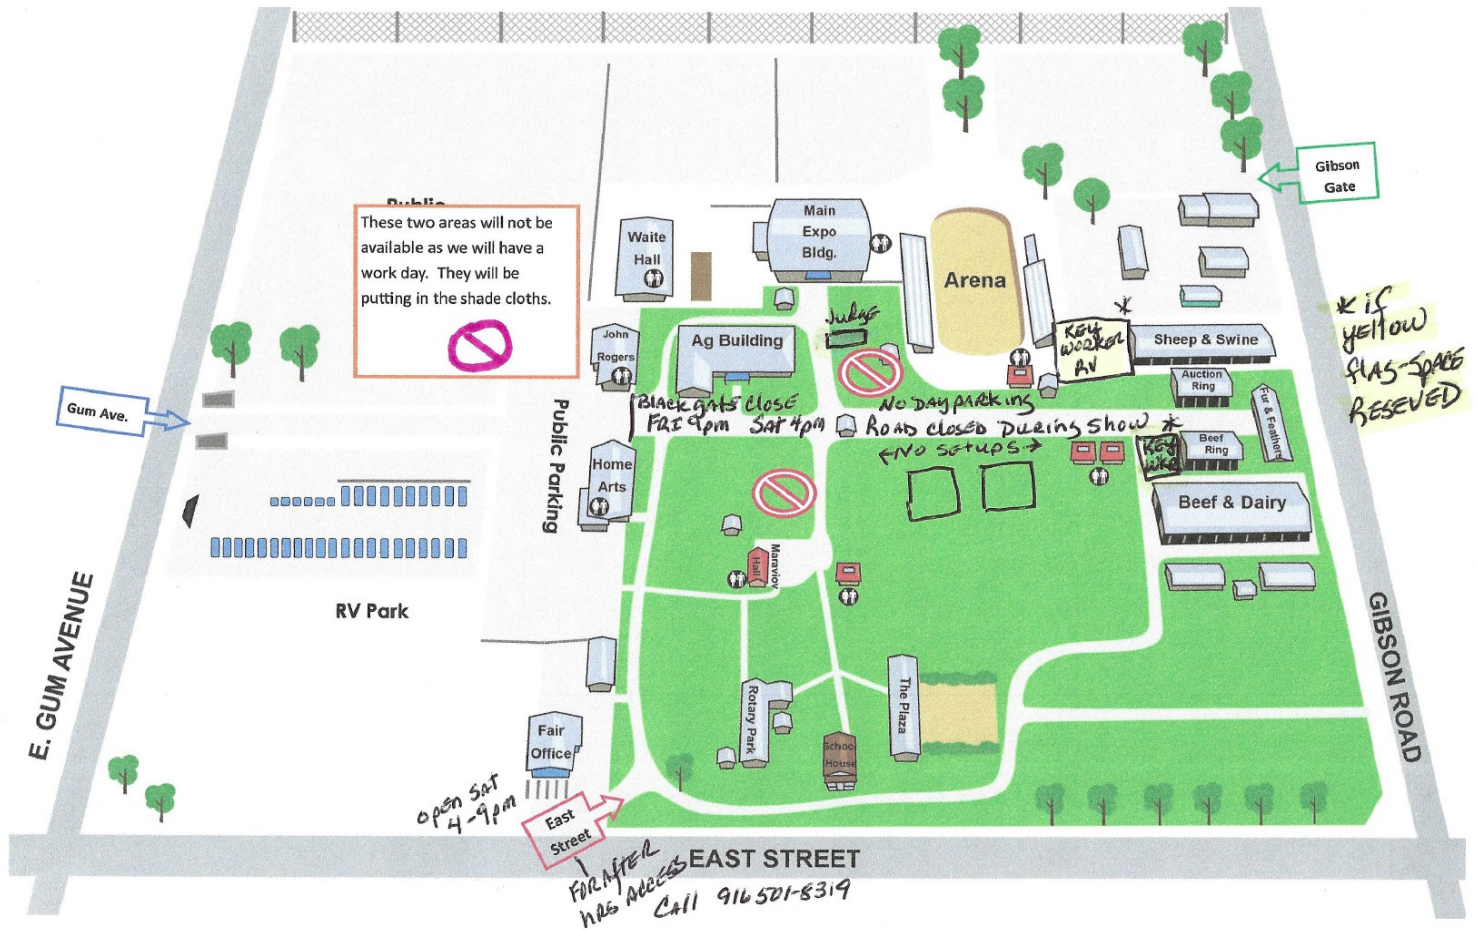 Gibson
Gate
Public
These two areas will not be
available as we will have a
work day. They will be
putting in the shade cloths.
Waite
Hall
Main
Expo
Bldg.
Arena
Judge
* if
yellow
flag-space
Reseved
*
Key
Worker
RV
Sheep & Swine
John
Rogers
Ag Building
Auction
Ring
Fur & Feathers
Gum Ave.
Black gate close
Fri 9pm Sat 4pm
No Day parking
Road closed During Show *
←No setups→
Key
WKR
Beef
Ring
Public Parking
Home
Arts
Beef & Dairy
Maraviov
Hall
RV Park
E. GUM AVENUE
GIBSON ROAD
Rotary Park
The Plaza
School
House
Fair
Office
open Sat
4-9pm
East
Street
EAST STREET
For after
hrs access
Call 916 501-8319